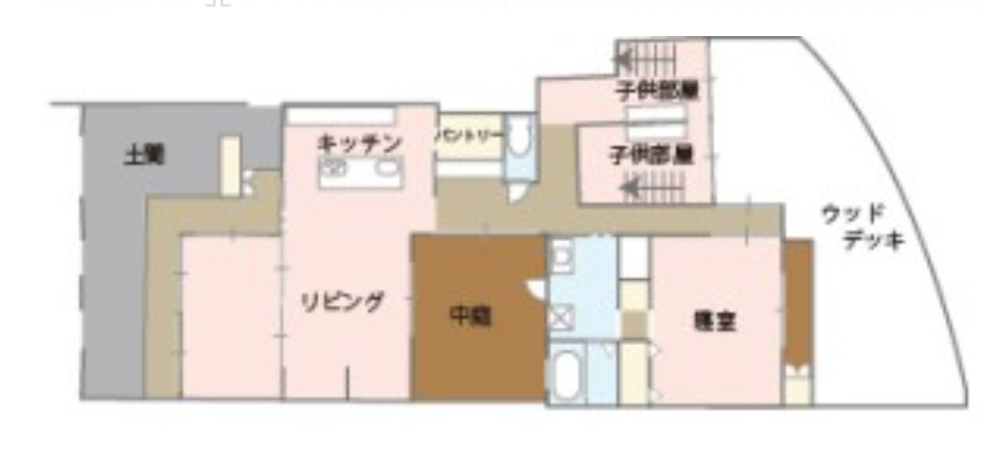 子供部屋
キッチン
パントリー
土間
子供部屋
ウッド
デッキ
リビング
中庭
寝室